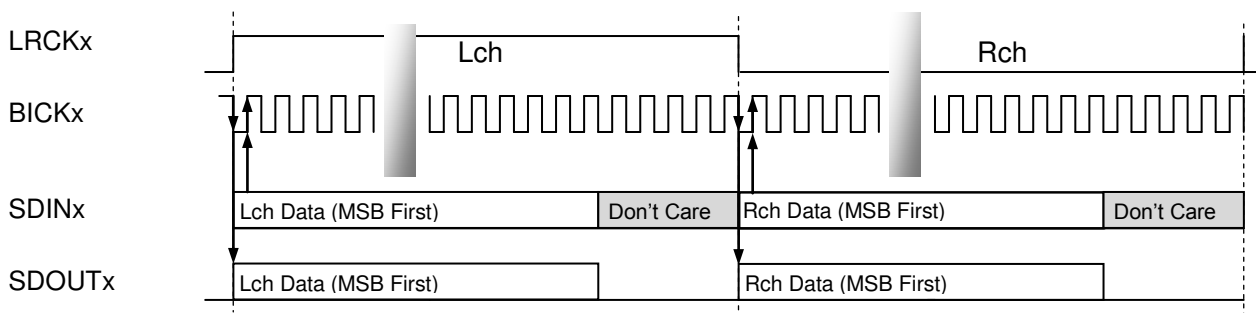 LRCKx
Lch
Rch
BICKx
SDINx
Lch Data (MSB First)
Don’t Care
Rch Data (MSB First)
Don’t Care
SDOUTx
Lch Data (MSB First)
Rch Data (MSB First)